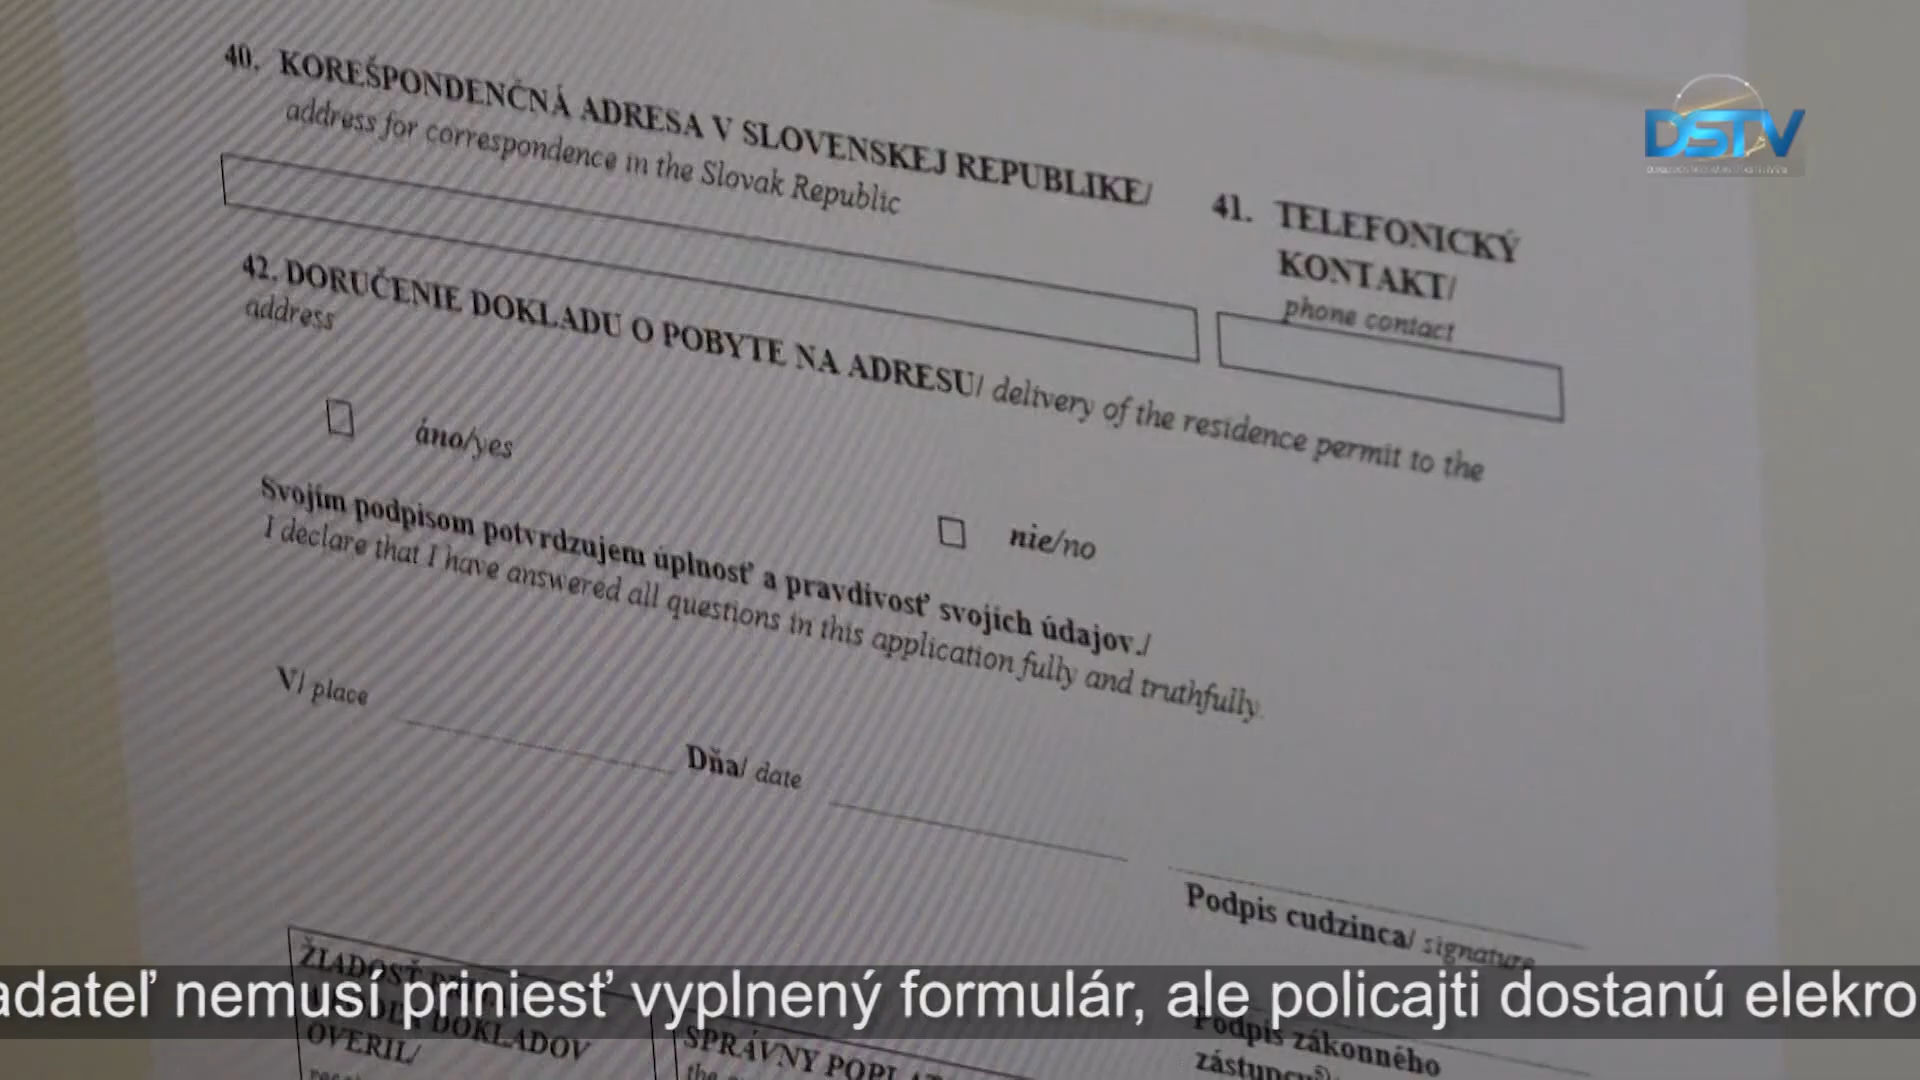 40. KOREŠPONDENČNÁ ADRESA V SLOVENSKEJ REPUBLIKE/
address for correspondence in the Slovak Republic
41. TELEFONICKÝ
KONTAKT/
phone contact
42. DORUČENIE DOKLADU O POBYTE NA ADRESU/ delivery of the residence permit to the
address
áno/yes
nie/no
Svojím podpisom potvrdzujem úplnosť a pravdivosť svojich údajov./
I declare that I have answered all questions in this application fully and truthfully.
V/ place
Dňa/ date
Podpis cudzinca/ signature
DSTV
adateľ nemusí priniesť vyplnený formulár, ale policajti dostanú elekro
ŽIADOSŤ
DOKLADOV
OVERIL/
SPRÁVNY
the
Podpis zákonného